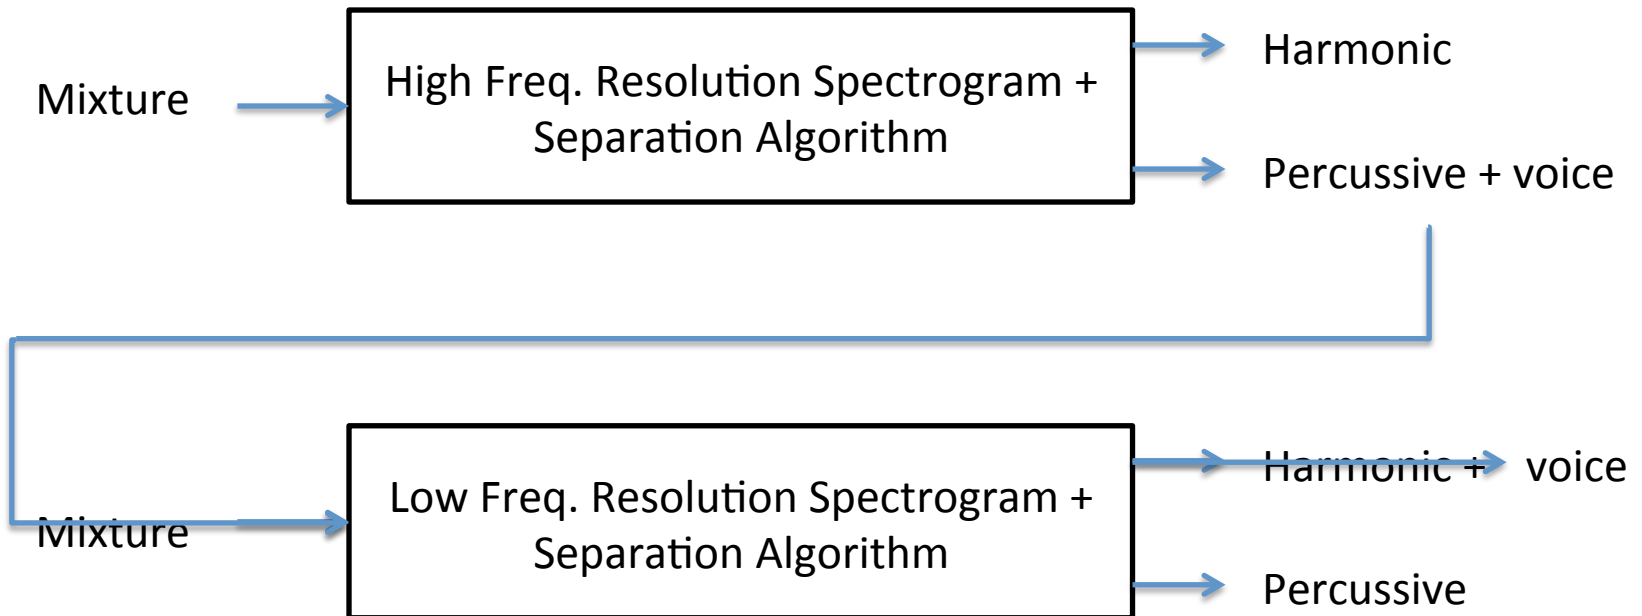 Mixture
High Freq. Resolution Spectrogram +
Separation Algorithm
Harmonic
Percussive + voice
Mixture
Low Freq. Resolution Spectrogram +
Separation Algorithm
Harmonic + voice
Percussive